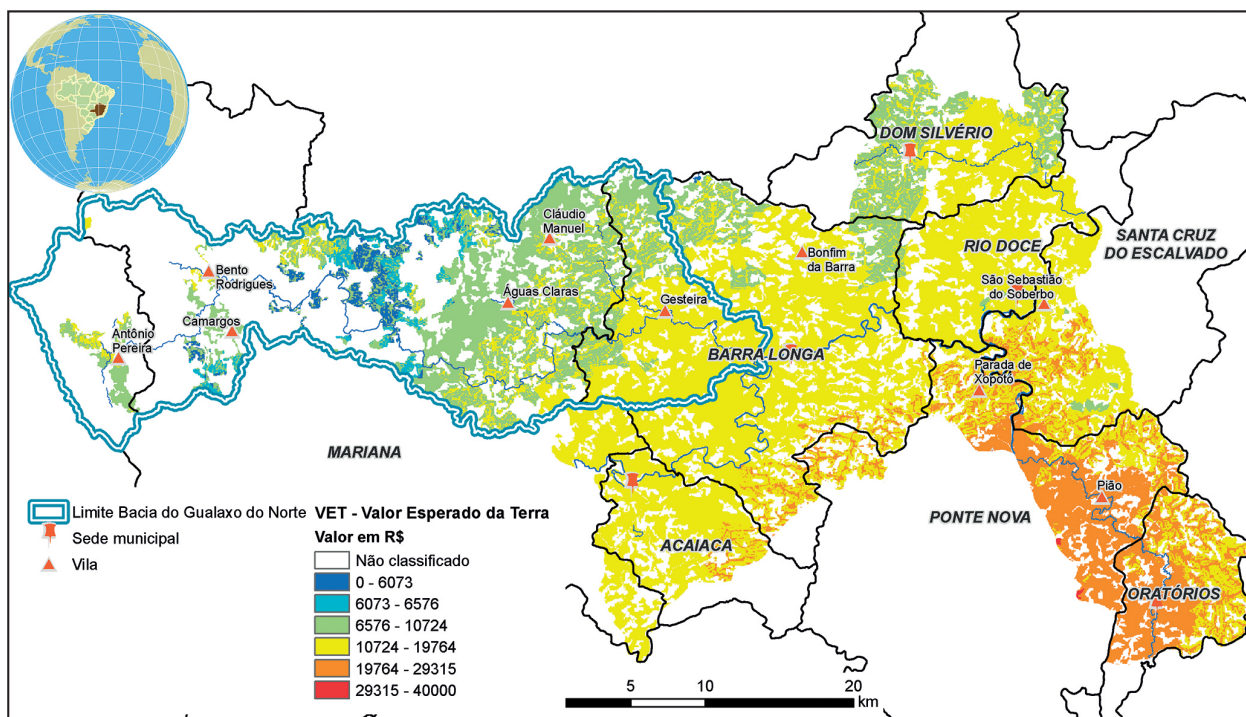 DOM SILVÉRIO
Cláudio
Manuel
SANTA CRUZ
DO ESCALVADO
RIO DOCE
Bonfim
da Barra
Bento
Rodrigues
São Sebastião
do Soberbo
Águas Claras
Gesteira
Camargos
Antônio
Pereira
BARRA LONGA
Parada de
Xopotó
MARIANA
Pião
PONTE NOVA
ACAIACA
ORATÓRIOS
Limite Bacia do Gualaxo do Norte
Sede municipal
Vila
VET - Valor Esperado da Terra
Valor em R$
Não classificado
0 - 6073
6073 - 6576
6576 - 10724
10724 - 19764
19764 - 29315
29315 - 40000
5 10 20
km